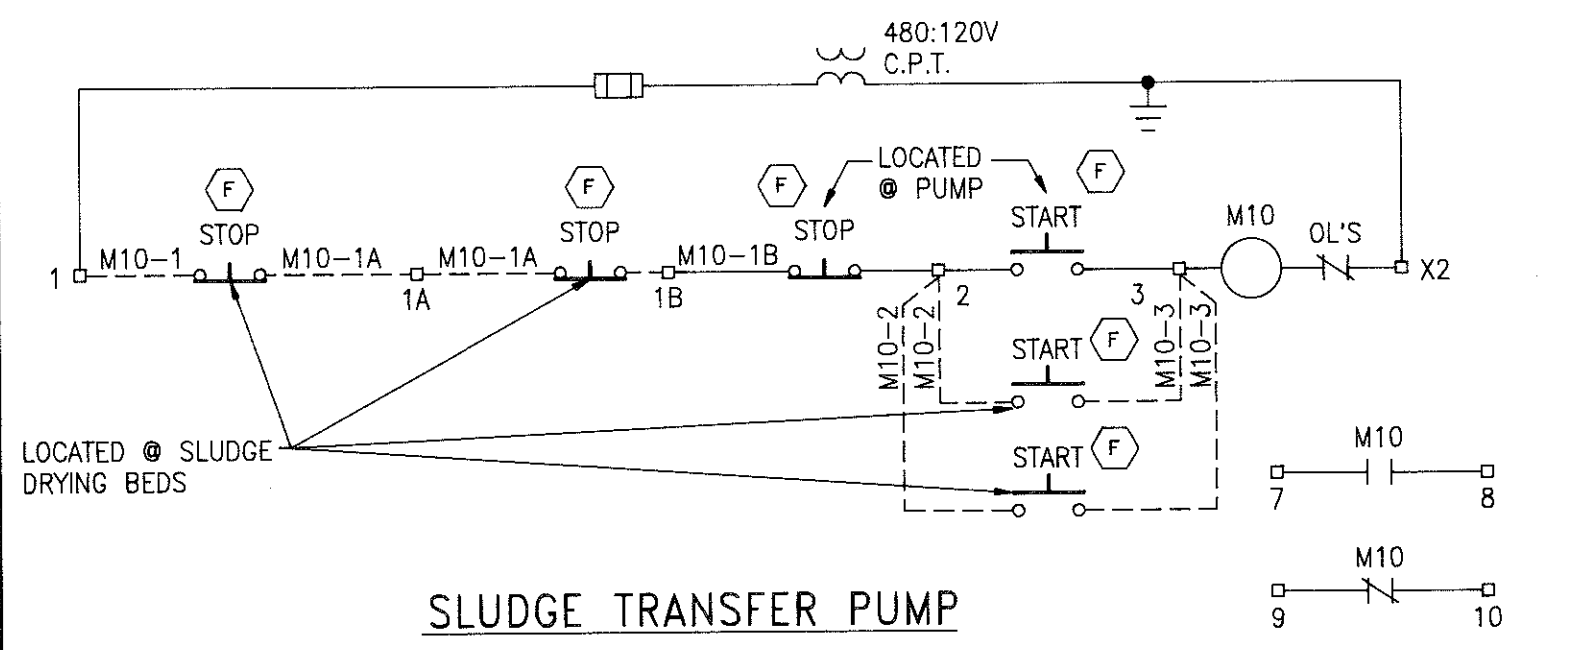 480:120V
C.P.T.
F
F
F
LOCATED
@ PUMP
F
STOP
STOP
STOP
START
M10
OL'S
1
M10-1
M10-1A
1A
M10-1A
1B
M10-1B
2
3
X2
M10-2
M10-2
START
F
M10-3
M10-3
START
F
LOCATED @ SLUDGE
DRYING BEDS
M10
7
8
M10
9
10
SLUDGE TRANSFER PUMP